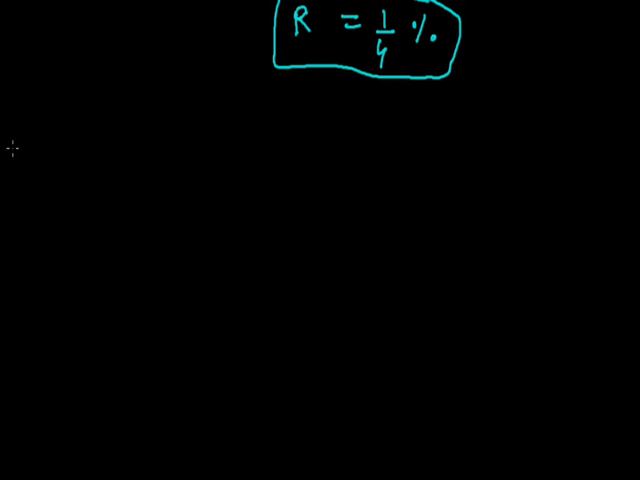 R = 1/4 %.